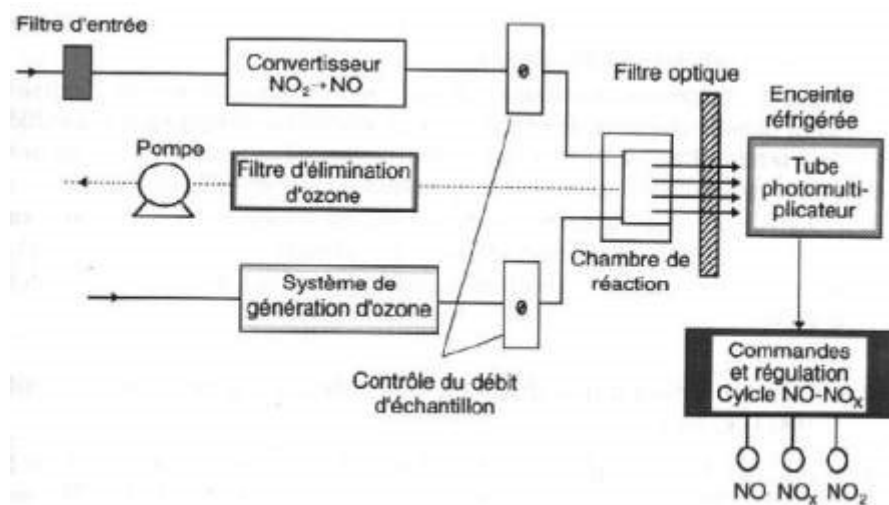 Filtre d'entrée
Convertisseur
NO₂→NO
Filtre optique
Enceinte
réfrigérée
Pompe
Filtre d'élimination
d'ozone
Tube
photomulti-
plicateur
Chambre de
réaction
Système de
génération d'ozone
Contrôle du débit
d'échantillon
Commandes
et régulation
Cylcle NO-NOₓ
NO NOₓ NO₂